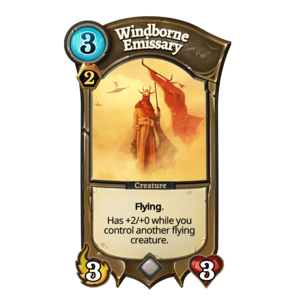 3
Windborne
Emissary
2
Creature
Flying.
Has +2/+0 while you
control another flying
creature.
3
3